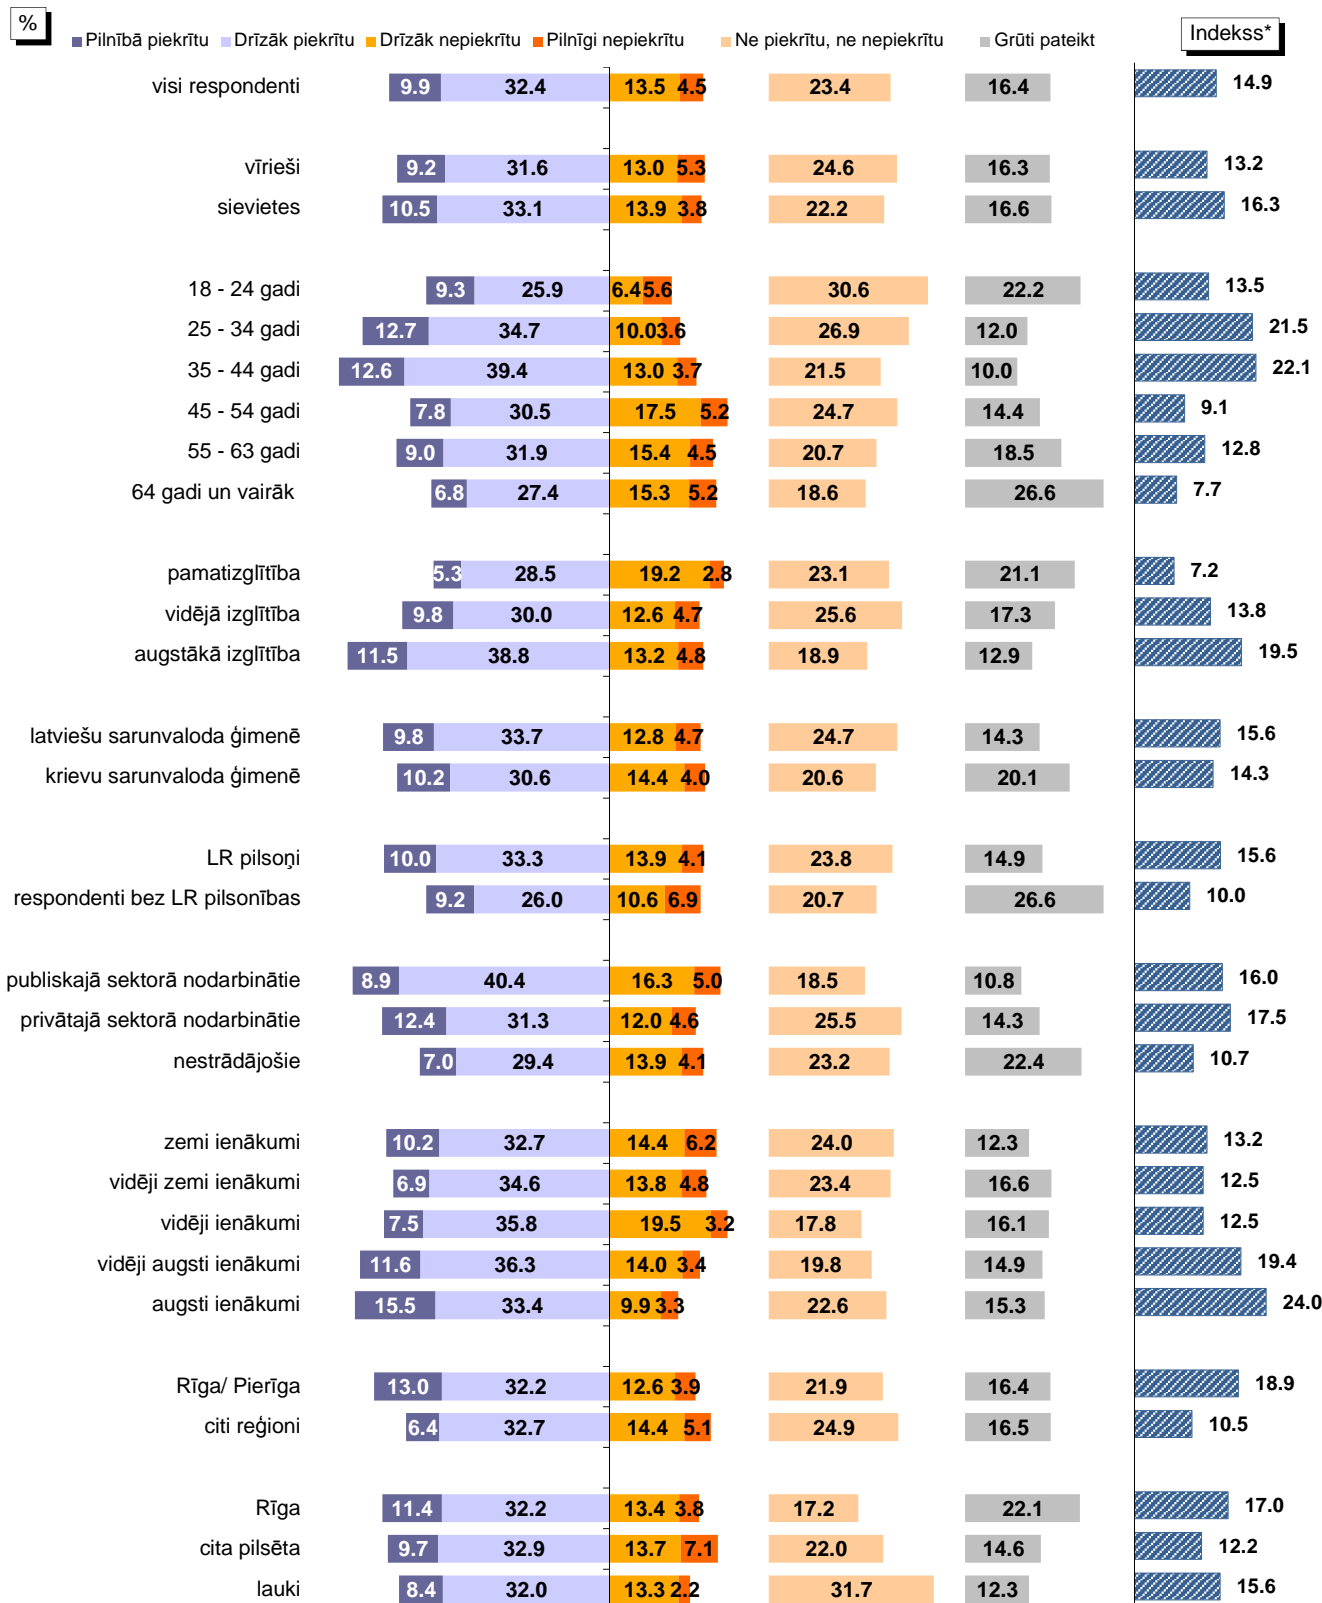 %
Pilnībā piekrītu Drīzāk piekrītu Drīzāk nepiekrītu Pilnīgi nepiekrītu Ne piekrītu, ne nepiekrītu Grūti pateikt Indekss*
visi respondenti 9.9 32.4 13.5 4.5 23.4 16.4 14.9
vīrieši 9.2 31.6 13.0 5.3 24.6 16.3 13.2
sievietes 10.5 33.1 13.9 3.8 22.2 16.6 16.3
18 - 24 gadi 9.3 25.9 6.4 5.6 30.6 22.2 13.5
25 - 34 gadi 12.7 34.7 10.0 3.6 26.9 12.0 21.5
35 - 44 gadi 12.6 39.4 13.0 3.7 21.5 10.0 22.1
45 - 54 gadi 7.8 30.5 17.5 5.2 24.7 14.4 9.1
55 - 63 gadi 9.0 31.9 15.4 4.5 20.7 18.5 12.8
64 gadi un vairāk 6.8 27.4 15.3 5.2 18.6 26.6 7.7
pamatizglītība 5.3 28.5 19.2 2.8 23.1 21.1 7.2
vidējā izglītība 9.8 30.0 12.6 4.7 25.6 17.3 13.8
augstākā izglītība 11.5 38.8 13.2 4.8 18.9 12.9 19.5
latviešu sarunvaloda ģimenē 9.8 33.7 12.8 4.7 24.7 14.3 15.6
krievu sarunvaloda ģimenē 10.2 30.6 14.4 4.0 20.6 20.1 14.3
LR pilsoņi 10.0 33.3 13.9 4.1 23.8 14.9 15.6
respondenti bez LR pilsonības 9.2 26.0 10.6 6.9 20.7 26.6 10.0
publiskajā sektorā nodarbinātie 8.9 40.4 16.3 5.0 18.5 10.8 16.0
privātajā sektorā nodarbinātie 12.4 31.3 12.0 4.6 25.5 14.3 17.5
nestrādājošie 7.0 29.4 13.9 4.1 23.2 22.4 10.7
zemi ienākumi 10.2 32.7 14.4 6.2 24.0 12.3 13.2
vidēji zemi ienākumi 6.9 34.6 13.8 4.8 23.4 16.6 12.5
vidēji ienākumi 7.5 35.8 19.5 3.2 17.8 16.1 12.5
vidēji augsti ienākumi 11.6 36.3 14.0 3.4 19.8 14.9 19.4
augsti ienākumi 15.5 33.4 9.9 3.3 22.6 15.3 24.0
Rīga/ Pierīga 13.0 32.2 12.6 3.9 21.9 16.4 18.9
citi reģioni 6.4 32.7 14.4 5.1 24.9 16.5 10.5
Rīga 11.4 32.2 13.4 3.8 17.2 22.1 17.0
cita pilsēta 9.7 32.9 13.7 7.1 22.0 14.6 12.2
lauki 8.4 32.0 13.3 2.2 31.7 12.3 15.6